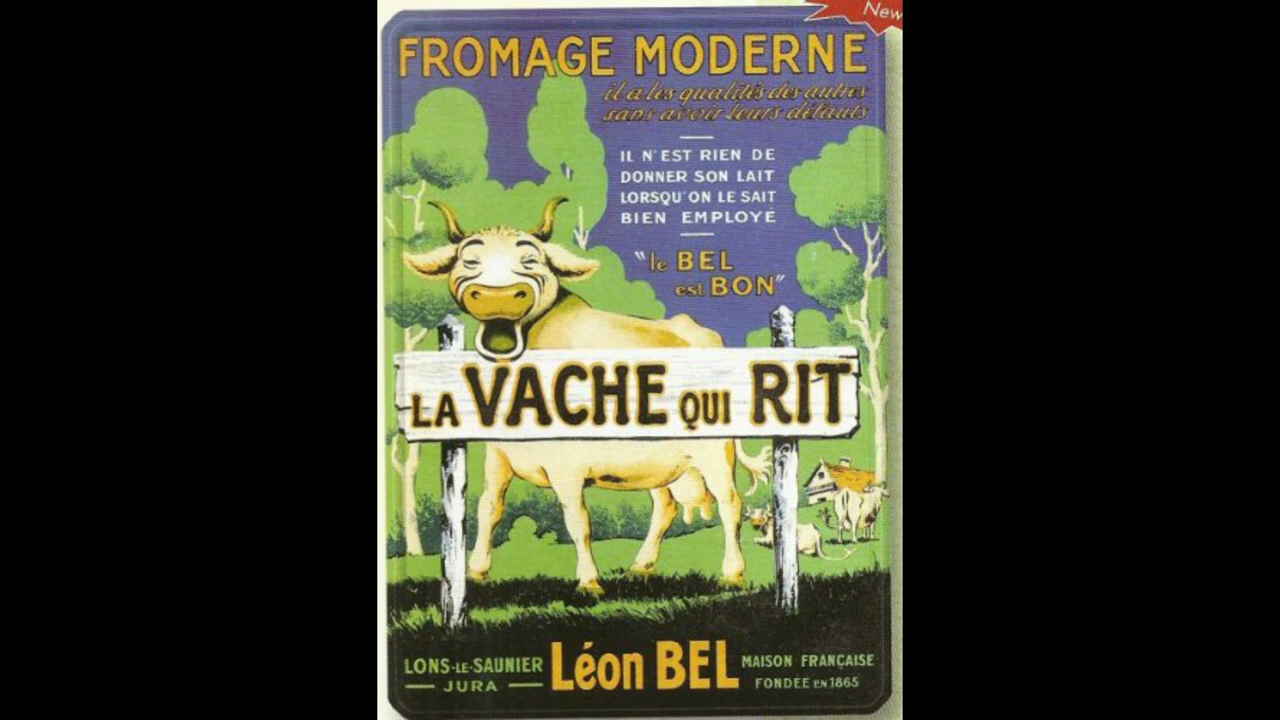 New
FROMAGE MODERNE
il a les qualités des autres
sans avoir leurs défauts
IL N'EST RIEN DE
DONNER SON LAIT
LORSQU'ON LE SAIT
BIEN EMPLOYÉ
"le BEL
est BON"
LA VACHE QUI RIT
LONS-LE-SAUNIER
JURA
Léon BEL
MAISON FRANÇAISE
FONDÉE EN 1865